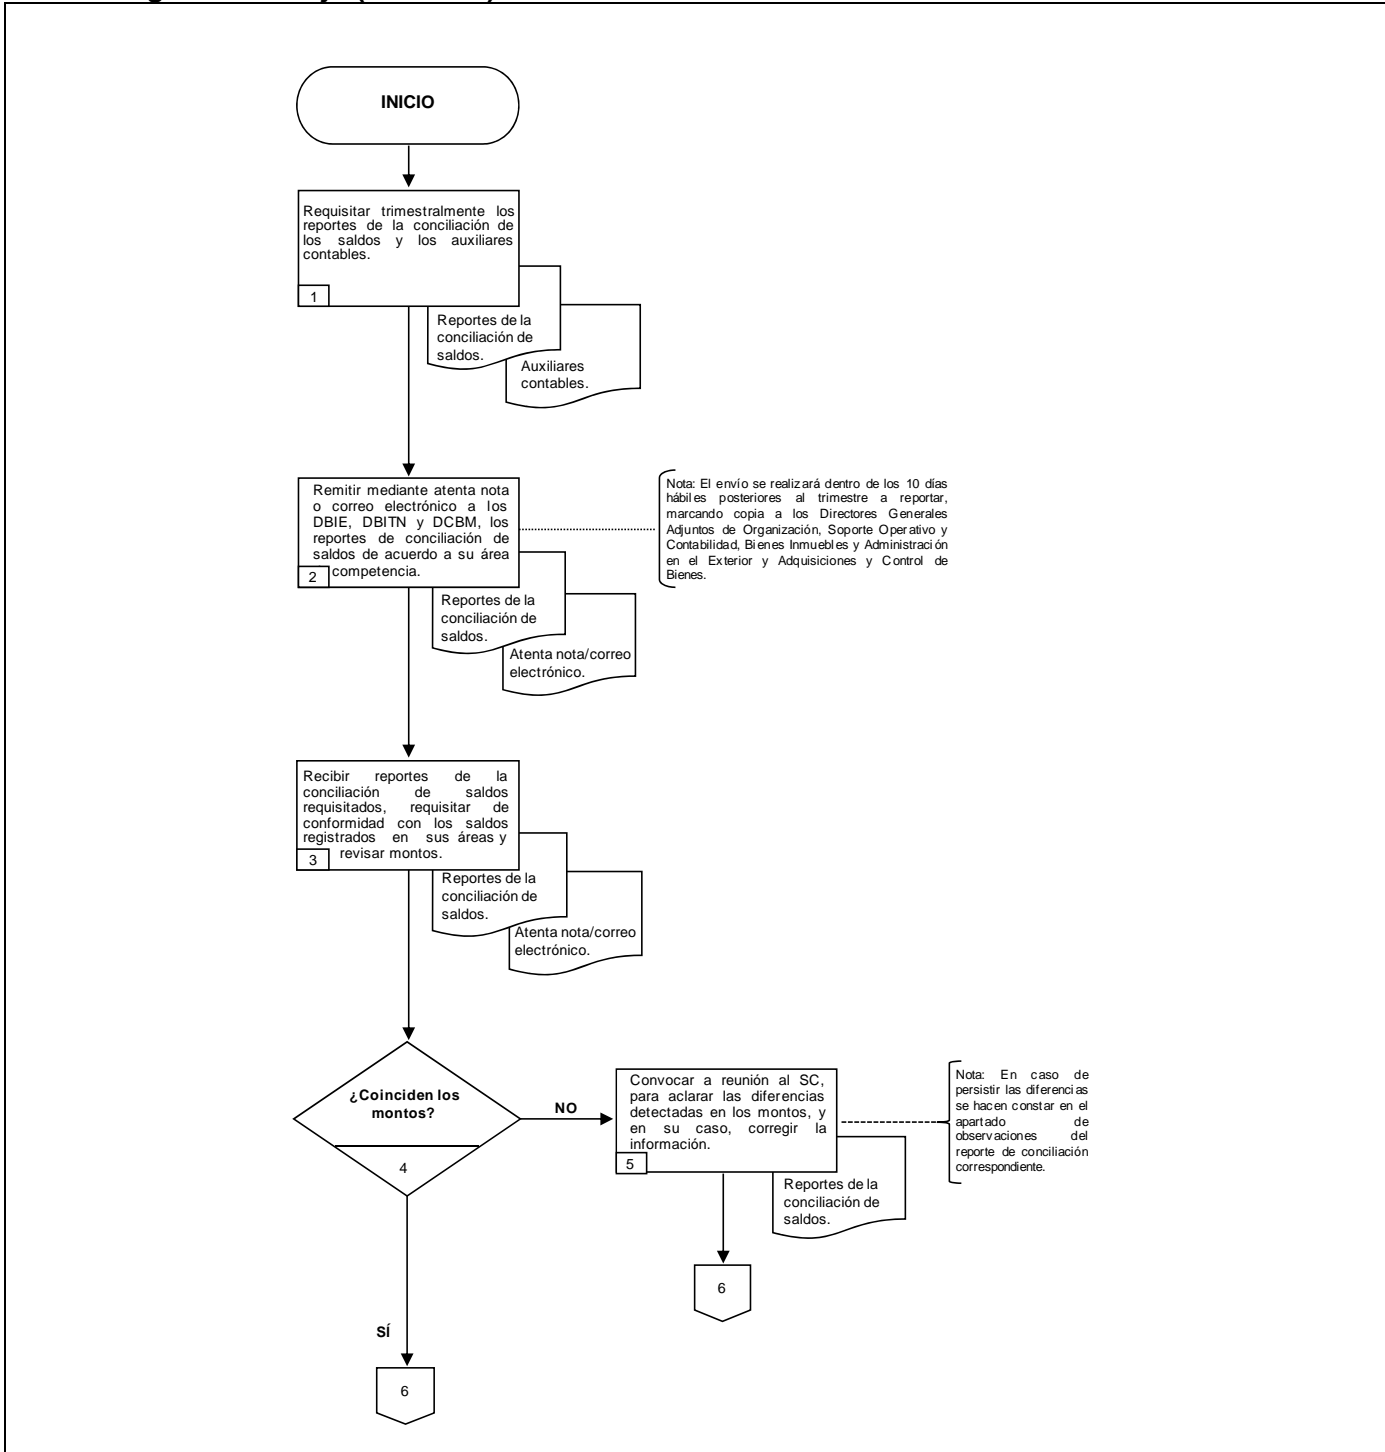 INICIO
Requisitar trimestralmente los
reportes de la conciliación de
los saldos y los auxiliares
contables.
1
Reportes de la
conciliación de
saldos.
Auxiliares
contables.
Remitir mediante atenta nota
o correo electrónico a los
DBIE, DBITN y DCBM, los
reportes de conciliación de
saldos de acuerdo a su área
competencia.
2
Nota: El envío se realizará dentro de los 10 días
hábiles posteriores al trimestre a reportar,
marcando copia a los Directores Generales
Adjuntos de Organización, Soporte Operativo y
Contabilidad, Bienes Inmuebles y Administración
en el Exterior y Adquisiciones y Control de
Bienes.
Reportes de la
conciliación de
saldos.
Atenta nota/correo
electrónico.
Recibir reportes de la
conciliación de saldos
requisitados, requisitar de
conformidad con los saldos
registrados en sus áreas y
revisar montos.
3
Reportes de la
conciliación de
saldos.
Atenta nota/correo
electrónico.
¿Coinciden los
montos?
4
NO
Convocar a reunión al SC,
para aclarar las diferencias
detectadas en los montos, y
en su caso, corregir la
información.
5
Nota: En caso de
persistir las diferencias
se hacen constar en el
apartado de
observaciones del
reporte de conciliación
correspondiente.
Reportes de la
conciliación de
saldos.
6
SÍ
6